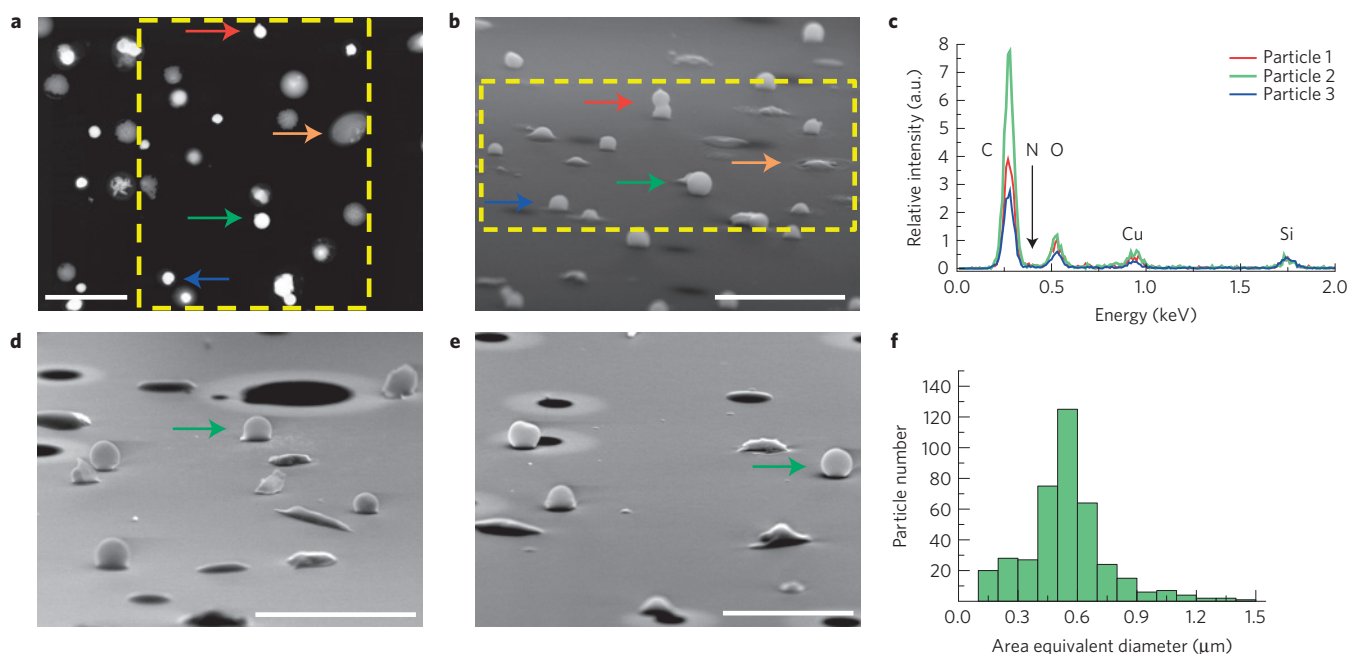 a
b
c
8
7
6
5
4
3
2
1
0
Relative intensity (a.u.)
Particle 1
Particle 2
Particle 3
C
N
O
Cu
Si
0.0
0.5
1.0
1.5
2.0
Energy (keV)
d
e
f
140
120
100
80
60
40
20
Particle number
0.0
0.3
0.6
0.9
1.2
1.5
Area equivalent diameter (μm)